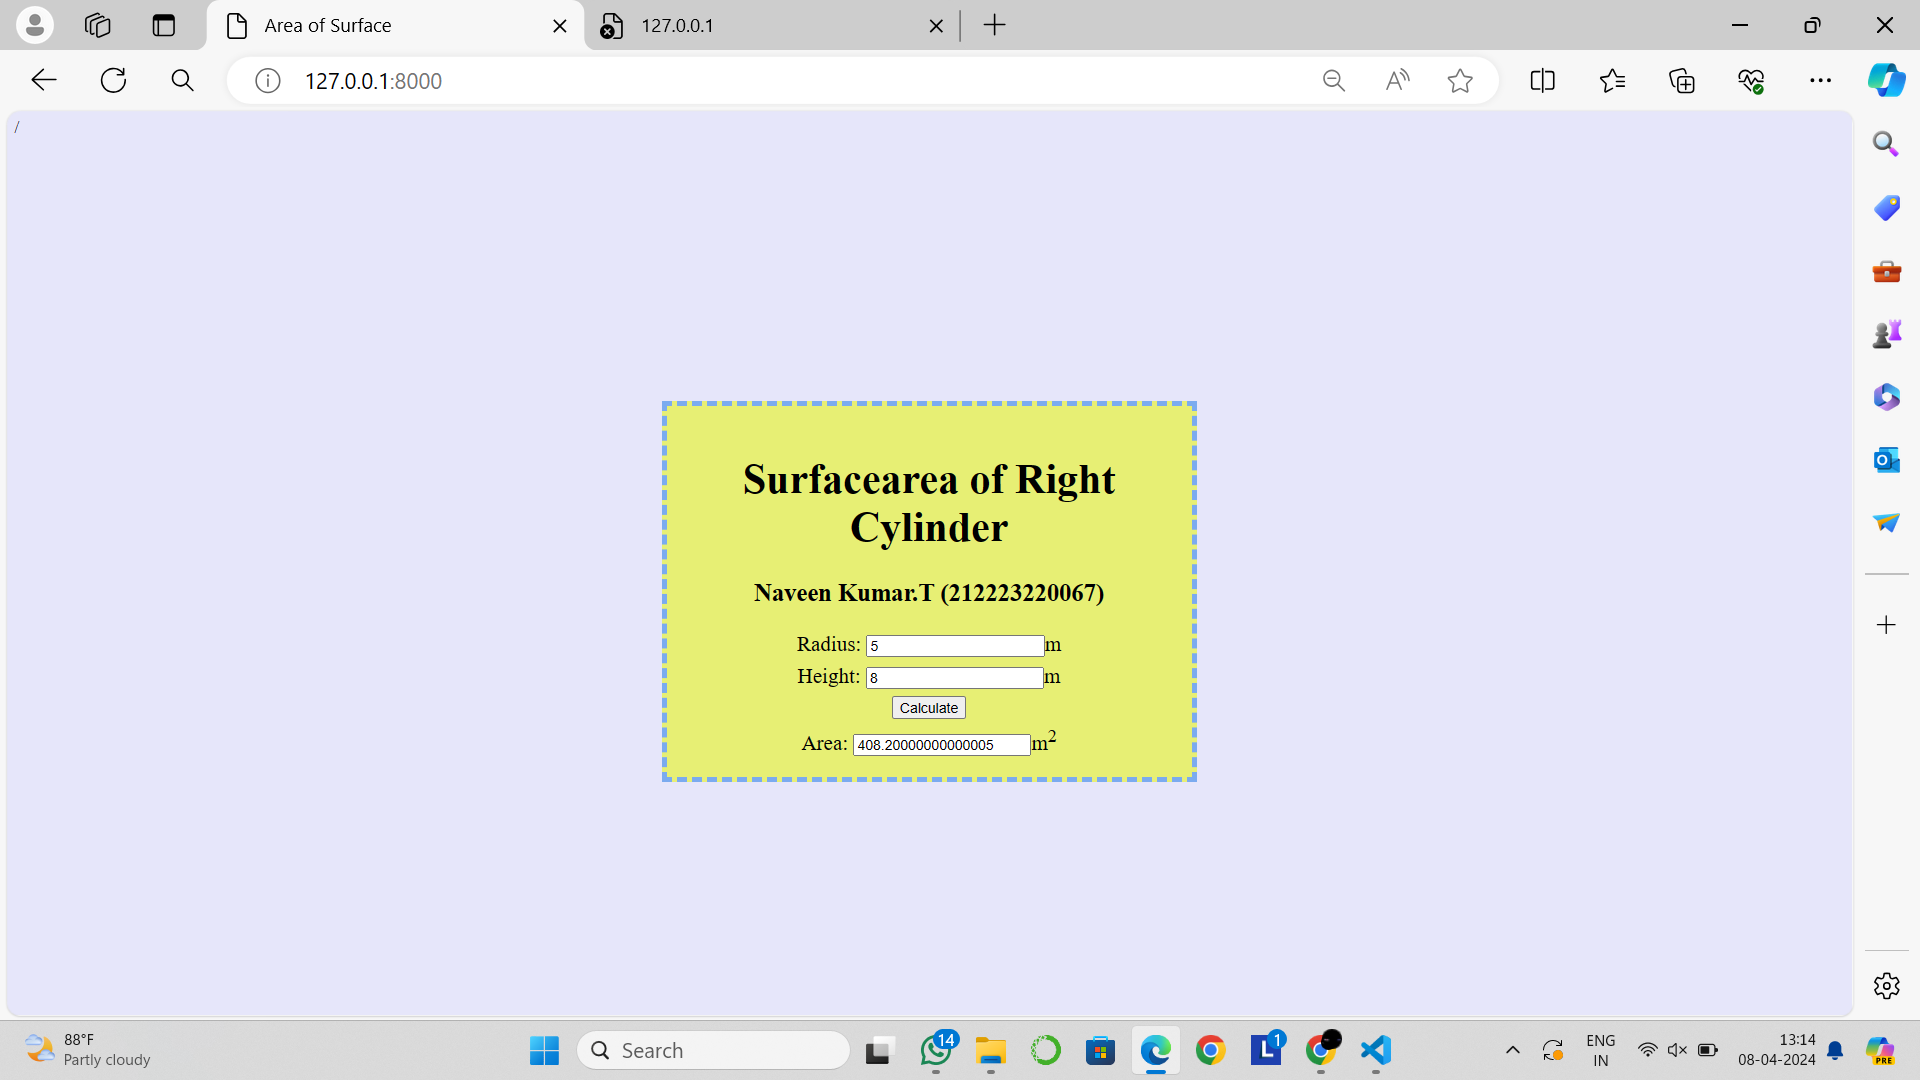 Area of Surface
127.0.0.1
127.0.0.1:8000
/
Surfacearea of Right
Cylinder
Naveen Kumar.T (212223220067)
Radius: 5 m
Height: 8 m
Calculate
Area: 408.20000000000005 m2
88°F
Partly cloudy
Search
14
1
ENG
IN
13:14
08-04-2024
PRE